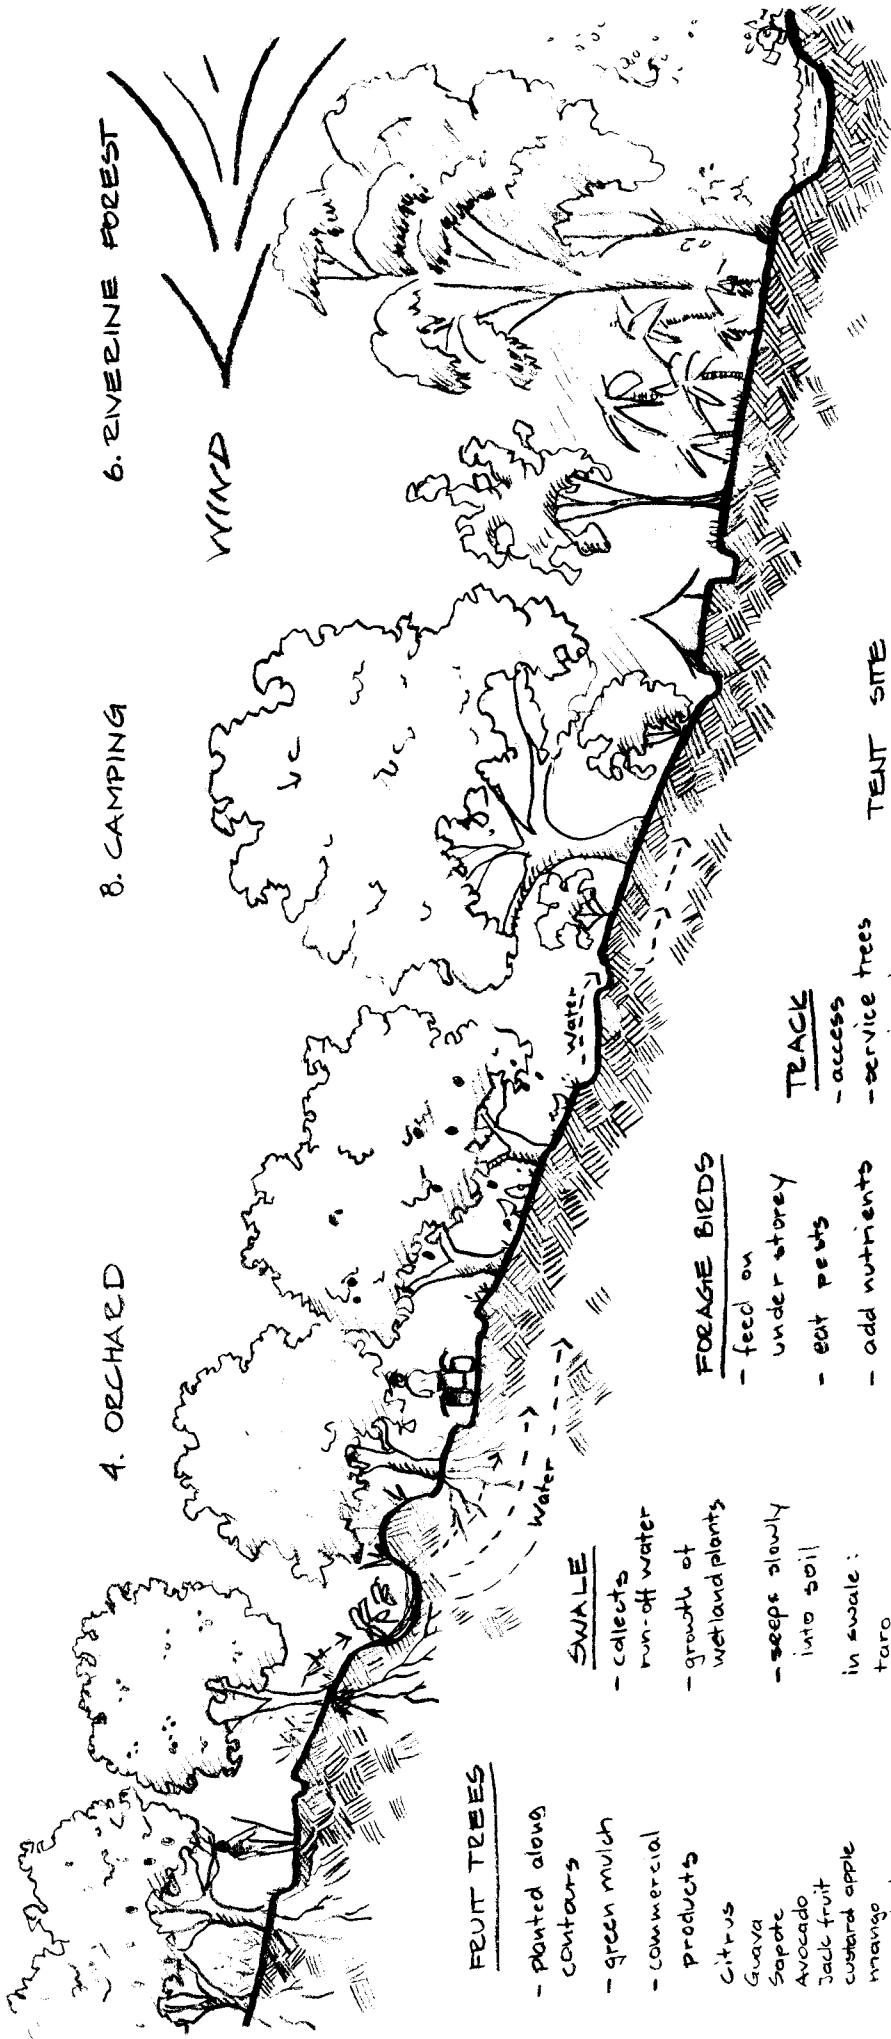 4. ORCHARD
8. CAMPING
6. RIVERINE FOREST
WIND
Water
Water
FRUIT TREES
- planted along
contours
- green mulch
- commercial
products
Citrus
Guava
Sapote
Avocado
Jack fruit
custard apple
mango
SWALE
- collects
run-off water
- growth of
wetland plants
- seeps slowly
into soil
in swale:
taro
FORAGE BIRDS
- feed on
under storey
- eat pests
- add nutrients
TRACK
- access
- service trees
TENT SITE